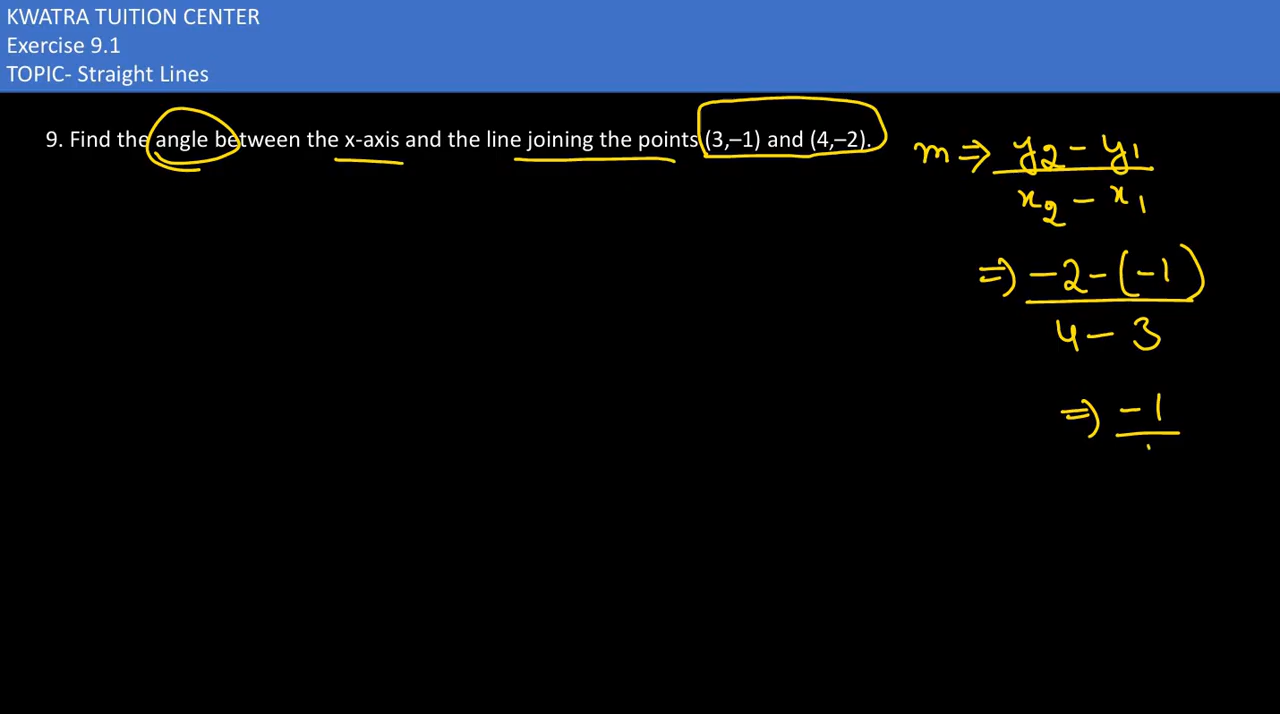 KWATRA TUITION CENTER
Exercise 9.1
TOPIC- Straight Lines
9. Find the angle between the x-axis and the line joining the points (3,–1) and (4,–2).
m ⇒ y2 - y1
x2 - x1
⇒ -2 - (-1)
4 - 3
⇒ -1